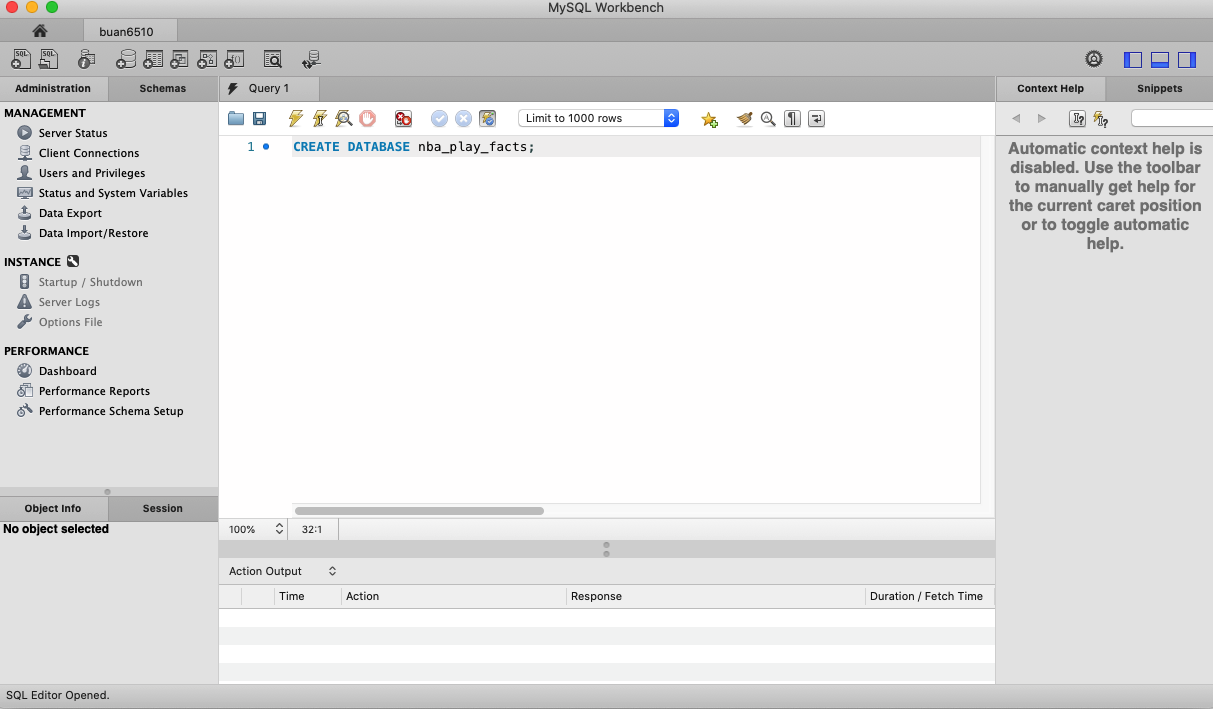 MySQL Workbench
buan6510
Administration
Schemas
Query 1
Context Help
Snippets
MANAGEMENT
Server Status
Client Connections
Users and Privileges
Status and System Variables
Data Export
Data Import/Restore
INSTANCE
Startup / Shutdown
Server Logs
Options File
PERFORMANCE
Dashboard
Performance Reports
Performance Schema Setup
Object Info
Session
No object selected
Limit to 1000 rows
1
CREATE DATABASE nba_play_facts;
100%
32:1
Action Output
Time
Action
Response
Duration / Fetch Time
Automatic context help is
disabled. Use the toolbar
to manually get help for
the current caret position
or to toggle automatic
help.
SQL Editor Opened.